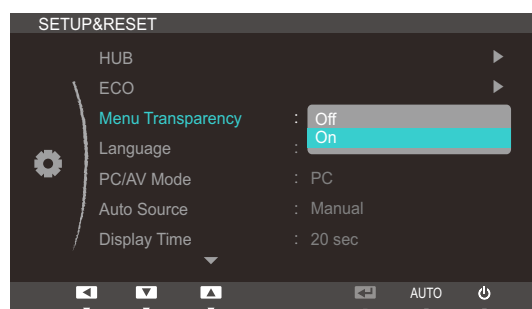 SETUP&RESET
HUB
ECO
Menu Transparency : Off
On
Language :
PC/AV Mode : PC
Auto Source : Manual
Display Time : 20 sec
AUTO